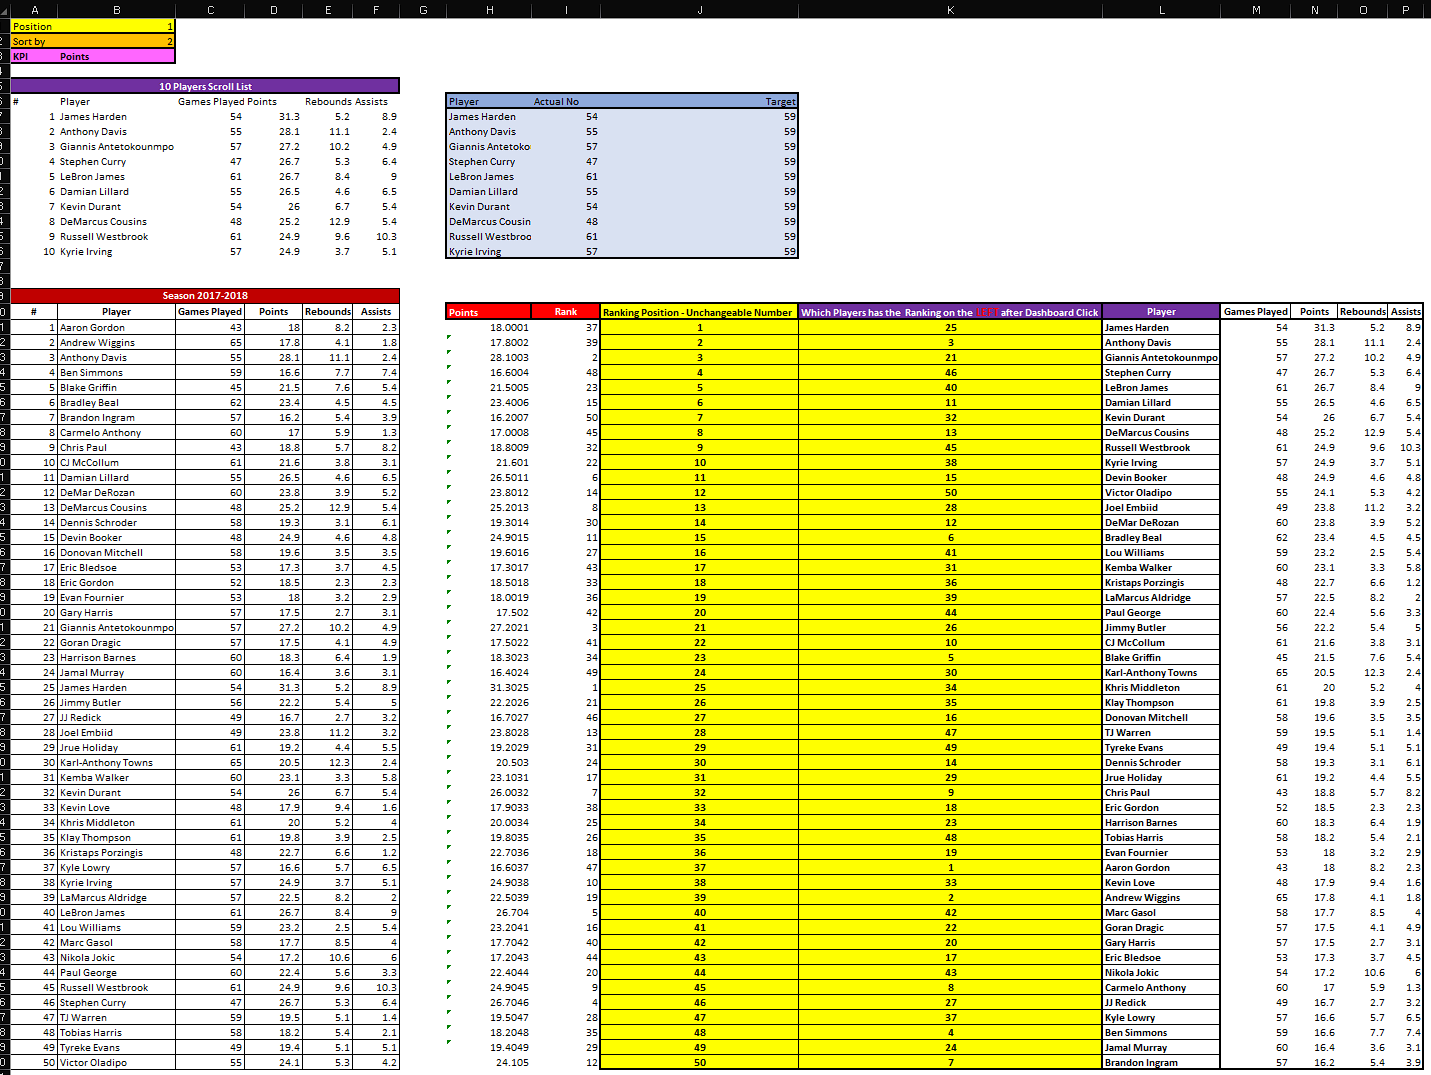 A B C D E F G H I J K L M N O P
Position 1
Sort by 2
KPI Points
10 Players Scroll List
# Player Games Played Points Rebounds Assists Player Actual No Target
1 James Harden 54 31.3 5.2 8.9 James Harden 54 59
2 Anthony Davis 55 28.1 11.1 2.4 Anthony Davis 55 59
3 Giannis Antetokounmpo 57 27.2 10.2 4.9 Giannis Antetoko 57 59
4 Stephen Curry 47 26.7 5.3 6.4 Stephen Curry 47 59
5 LeBron James 61 26.7 8.4 9 LeBron James 61 59
6 Damian Lillard 55 26.5 4.6 6.5 Damian Lillard 55 59
7 Kevin Durant 54 26 6.7 5.4 Kevin Durant 54 59
8 DeMarcus Cousins 48 25.2 12.9 5.4 DeMarcus Cousin 48 59
9 Russell Westbrook 61 24.9 9.6 10.3 Russell Westbroo 61 59
10 Kyrie Irving 57 24.9 3.7 5.1 Kyrie Irving 57 59
Season 2017-2018
# Player Games Played Points Rebounds Assists Points Rank Ranking Position - Unchangeable Number Which Players has the Ranking on the after Dashboard Click Player Games Played Points Rebounds Assists
1 Aaron Gordon 43 18 8.2 2.3 18.0001 37 1 25 James Harden 54 31.3 5.2 8.9
2 Andrew Wiggins 65 17.8 4.1 1.8 17.8002 39 2 3 Anthony Davis 55 28.1 11.1 2.4
3 Anthony Davis 55 28.1 11.1 2.4 28.1003 2 3 21 Giannis Antetokounmpo 57 27.2 10.2 4.9
4 Ben Simmons 59 16.6 7.7 7.4 16.6004 48 4 46 Stephen Curry 47 26.7 5.3 6.4
5 Blake Griffin 45 21.5 7.6 5.4 21.5005 23 5 40 LeBron James 61 26.7 8.4 9
6 Bradley Beal 62 23.4 4.5 4.5 23.4006 15 6 11 Damian Lillard 55 26.5 4.6 6.5
7 Brandon Ingram 57 16.2 5.4 3.9 16.2007 50 7 32 Kevin Durant 54 26 6.7 5.4
8 Carmelo Anthony 60 17 5.9 1.3 17.0008 45 8 13 DeMarcus Cousins 48 25.2 12.9 5.4
9 Chris Paul 43 18.8 5.7 8.2 18.8009 32 9 45 Russell Westbrook 61 24.9 9.6 10.3
10 CJ McCollum 61 21.6 3.8 3.1 21.601 22 10 38 Kyrie Irving 57 24.9 3.7 5.1
11 Damian Lillard 55 26.5 4.6 6.5 26.5011 6 11 15 Devin Booker 48 24.9 4.6 4.8
12 DeMar DeRozan 60 23.8 3.9 5.2 23.8012 14 12 50 Victor Oladipo 55 24.1 5.3 4.2
13 DeMarcus Cousins 48 25.2 12.9 5.4 25.2013 8 13 28 Joel Embiid 49 23.8 11.2 3.2
14 Dennis Schroder 58 19.3 3.1 6.1 19.3014 30 14 12 DeMar DeRozan 60 23.8 3.9 5.2
15 Devin Booker 48 24.9 4.6 4.8 24.9015 11 15 6 Bradley Beal 62 23.4 4.5 4.5
16 Donovan Mitchell 58 19.6 3.5 3.5 19.6016 27 16 41 Lou Williams 59 23.2 2.5 5.4
17 Eric Bledsoe 53 17.3 3.7 4.5 17.3017 43 17 31 Kemba Walker 60 23.1 3.3 5.8
18 Eric Gordon 52 18.5 2.3 2.3 18.5018 33 18 36 Kristaps Porzingis 48 22.7 6.6 1.2
19 Evan Fournier 53 18 3.2 2.9 18.0019 36 19 39 LaMarcus Aldridge 57 22.5 8.2 2
20 Gary Harris 57 17.5 2.7 3.1 17.502 42 20 44 Paul George 60 22.4 5.6 3.3
21 Giannis Antetokounmpo 57 27.2 10.2 4.9 27.2021 3 21 26 Jimmy Butler 56 22.2 5.4 5
22 Goran Dragic 57 17.5 4.1 4.9 17.5022 41 22 10 CJ McCollum 61 21.6 3.8 3.1
23 Harrison Barnes 60 18.3 6.4 1.9 18.3023 34 23 5 Blake Griffin 45 21.5 7.6 5.4
24 Jamal Murray 60 16.4 3.6 3.1 16.4024 49 24 30 Karl-Anthony Towns 65 20.5 12.3 2.4
25 James Harden 54 31.3 5.2 8.9 31.3025 1 25 34 Khris Middleton 61 20 5.2 4
26 Jimmy Butler 56 22.2 5.4 5 22.2026 21 26 35 Klay Thompson 61 19.8 3.9 2.5
27 JJ Redick 49 16.7 2.7 3.2 16.7027 46 27 16 Donovan Mitchell 58 19.6 3.5 3.5
28 Joel Embiid 49 23.8 11.2 3.2 23.8028 13 28 47 TJ Warren 59 19.5 5.1 1.4
29 Jrue Holiday 61 19.2 4.4 5.5 19.2029 31 29 49 Tyreke Evans 49 19.4 5.1 5.1
30 Karl-Anthony Towns 65 20.5 12.3 2.4 20.503 24 30 14 Dennis Schroder 58 19.3 3.1 6.1
31 Kemba Walker 60 23.1 3.3 5.8 23.1031 17 31 29 Jrue Holiday 61 19.2 4.4 5.5
32 Kevin Durant 54 26 6.7 5.4 26.0032 7 32 9 Chris Paul 43 18.8 5.7 8.2
33 Kevin Love 48 17.9 9.4 1.6 17.9033 38 33 18 Eric Gordon 52 18.5 2.3 2.3
34 Khris Middleton 61 20 5.2 4 20.0034 25 34 23 Harrison Barnes 60 18.3 6.4 1.9
35 Klay Thompson 61 19.8 3.9 2.5 19.8035 26 35 48 Tobias Harris 58 18.2 5.4 2.1
36 Kristaps Porzingis 48 22.7 6.6 1.2 22.7036 18 36 19 Evan Fournier 53 18 3.2 2.9
37 Kyle Lowry 57 16.6 5.7 6.5 16.6037 47 37 1 Aaron Gordon 43 18 8.2 2.3
38 Kyrie Irving 57 24.9 3.7 5.1 24.9038 10 38 33 Kevin Love 48 17.9 9.4 1.6
39 LaMarcus Aldridge 57 22.5 8.2 2 22.5039 19 39 2 Andrew Wiggins 65 17.8 4.1 1.8
40 LeBron James 61 26.7 8.4 9 26.704 5 40 42 Marc Gasol 58 17.7 8.5 4
41 Lou Williams 59 23.2 2.5 5.4 23.2041 16 41 22 Goran Dragic 57 17.5 4.1 4.9
42 Marc Gasol 58 17.7 8.5 4 17.7042 40 42 20 Gary Harris 57 17.5 2.7 3.1
43 Nikola Jokic 54 17.2 10.6 6 17.2043 44 43 17 Eric Bledsoe 53 17.3 3.7 4.5
44 Paul George 60 22.4 5.6 3.3 22.4044 20 44 43 Nikola Jokic 54 17.2 10.6 6
45 Russell Westbrook 61 24.9 9.6 10.3 24.9045 9 45 8 Carmelo Anthony 60 17 5.9 1.3
46 Stephen Curry 47 26.7 5.3 6.4 26.7046 4 46 27 JJ Redick 49 16.7 2.7 3.2
47 TJ Warren 59 19.5 5.1 1.4 19.5047 28 47 37 Kyle Lowry 57 16.6 5.7 6.5
48 Tobias Harris 58 18.2 5.4 2.1 18.2048 35 48 4 Ben Simmons 59 16.6 7.7 7.4
49 Tyreke Evans 49 19.4 5.1 5.1 19.4049 29 49 24 Jamal Murray 60 16.4 3.6 3.1
50 Victor Oladipo 55 24.1 5.3 4.2 24.105 12 50 7 Brandon Ingram 57 16.2 5.4 3.9